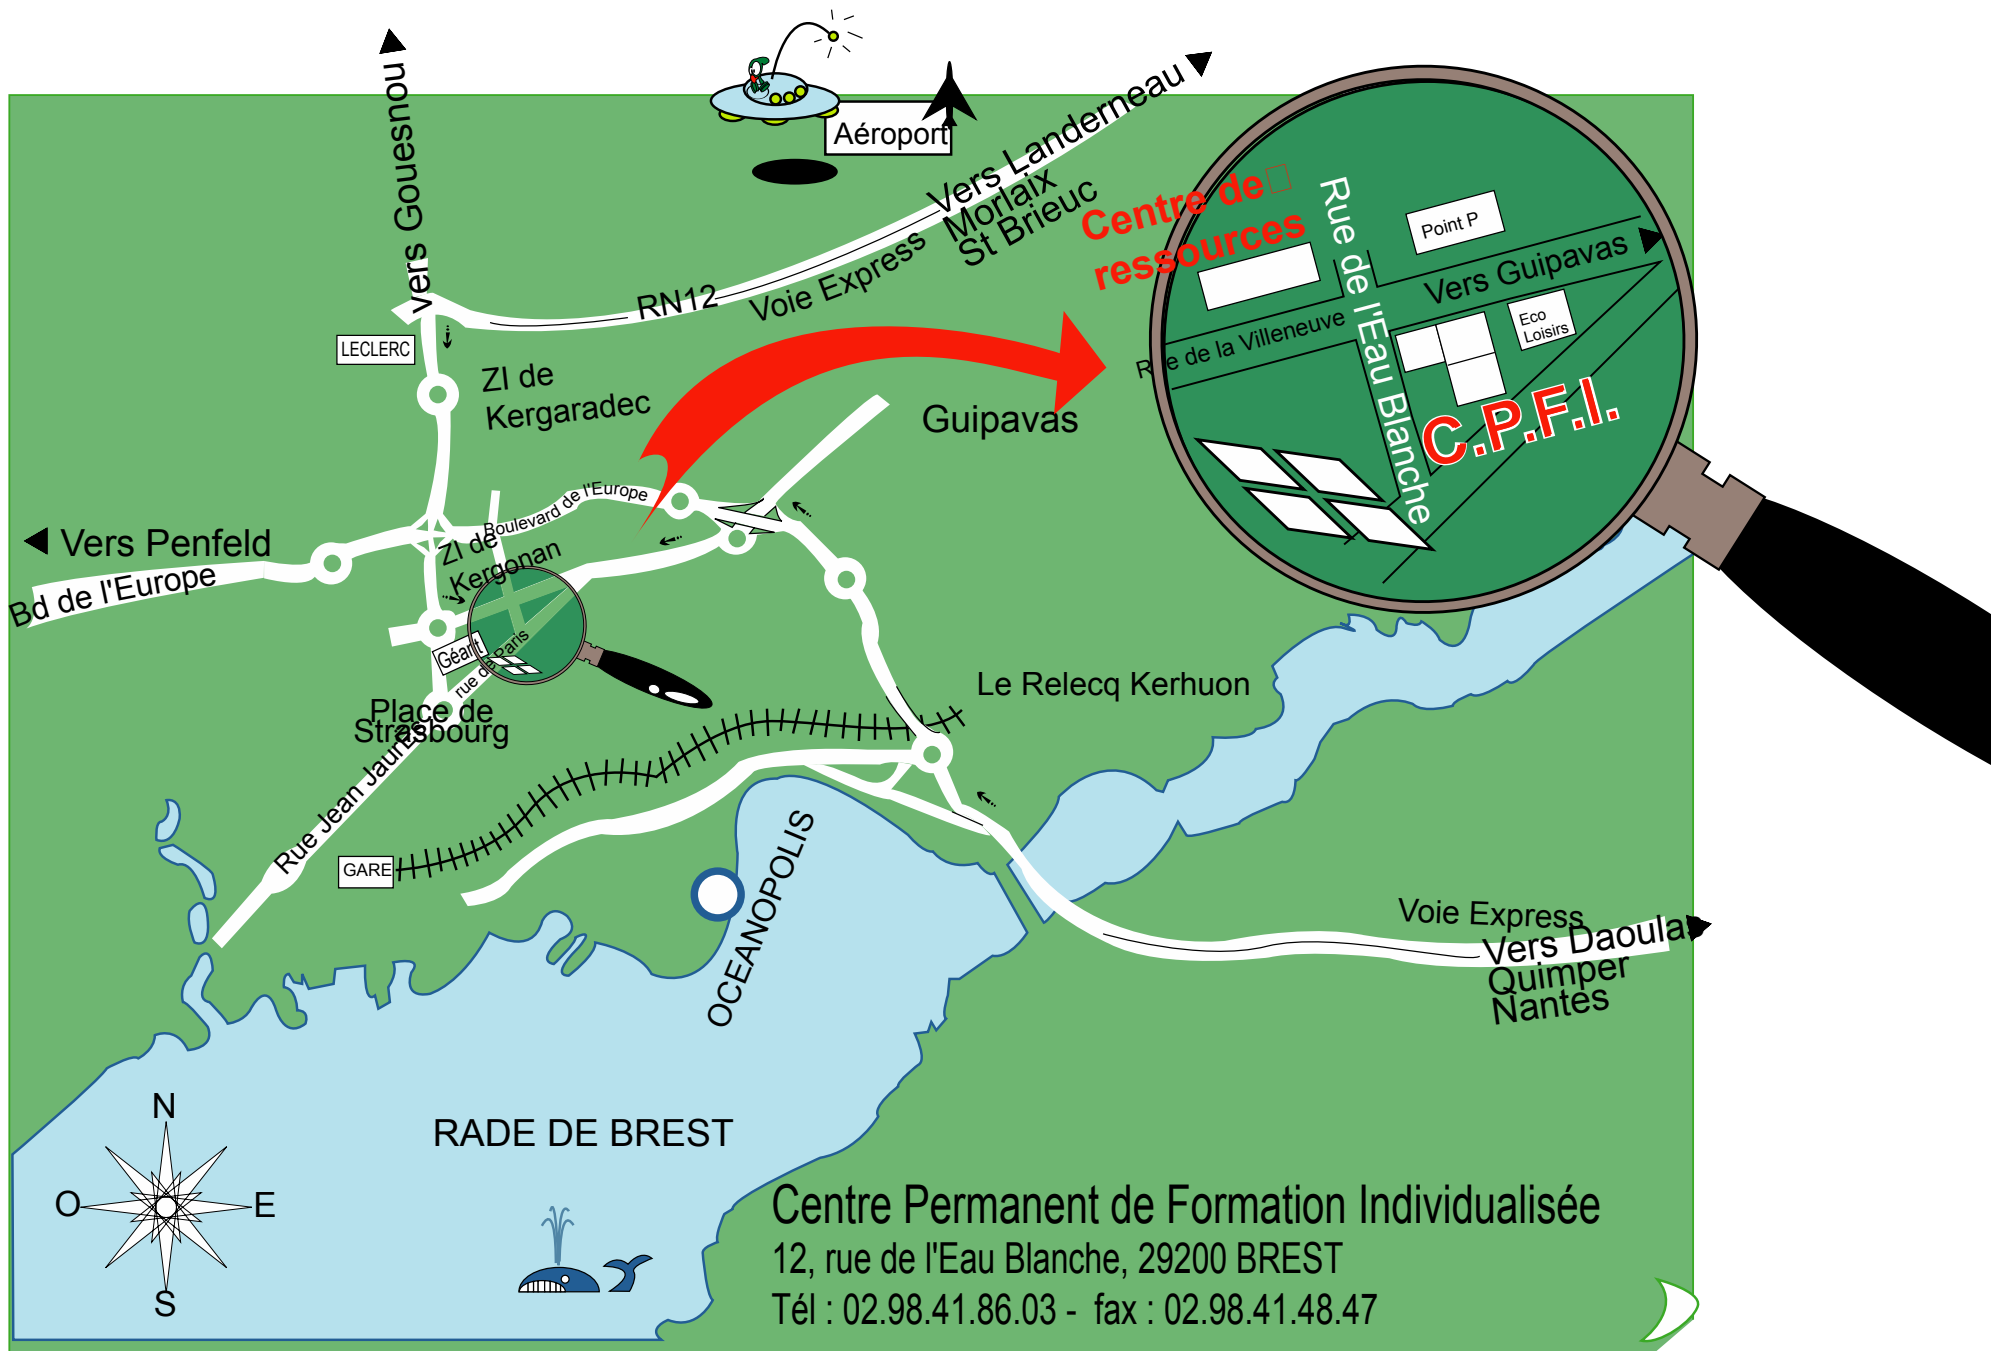 vers Gouesnou
Aéroport
Vers Landerneau
Morlaix
St Brieuc
RN12
Voie Express
LECLERC
ZI de
Kergaradec
Guipavas
Centre de
ressources
Rue de l'Eau Blanche
Point P
Vers Guipavas
Rue de la Villeneuve
Eco
Loisirs
C.P.F.I.
Vers Penfeld
Bd de l'Europe
Boulevard de l'Europe
ZI de
Kergonan
Géant
rue de Paris
Place de
Strasbourg
Rue Jean Jaurès
Le Relecq Kerhuon
GARE
OCEANOPOLIS
Voie Express
Vers Daoulas
Quimper
Nantes
RADE DE BREST
N
O
E
S
Centre Permanent de Formation Individualisée
12, rue de l'Eau Blanche, 29200 BREST
Tél : 02.98.41.86.03 - fax : 02.98.41.48.47